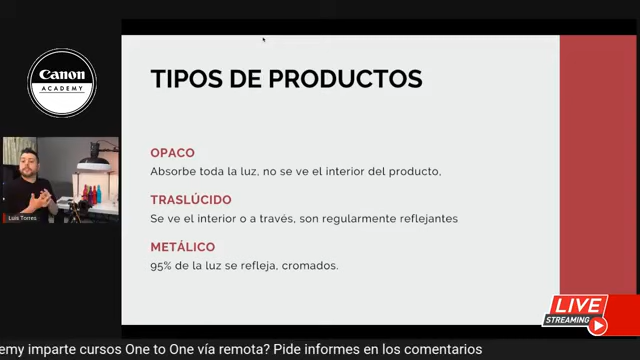 TIPOS DE PRODUCTOS
Canon
ACADEMY
OPACO
Absorbe toda la luz, no se ve el interior del producto,
TRASLÚCIDO
Se ve el interior o a través, son regularmente reflejantes
METÁLICO
95% de la luz se refleja, cromados.
Luis Torres
LIVE
STREAMING
emy imparte cursos One to One vía remota? Pide informes en los comentarios